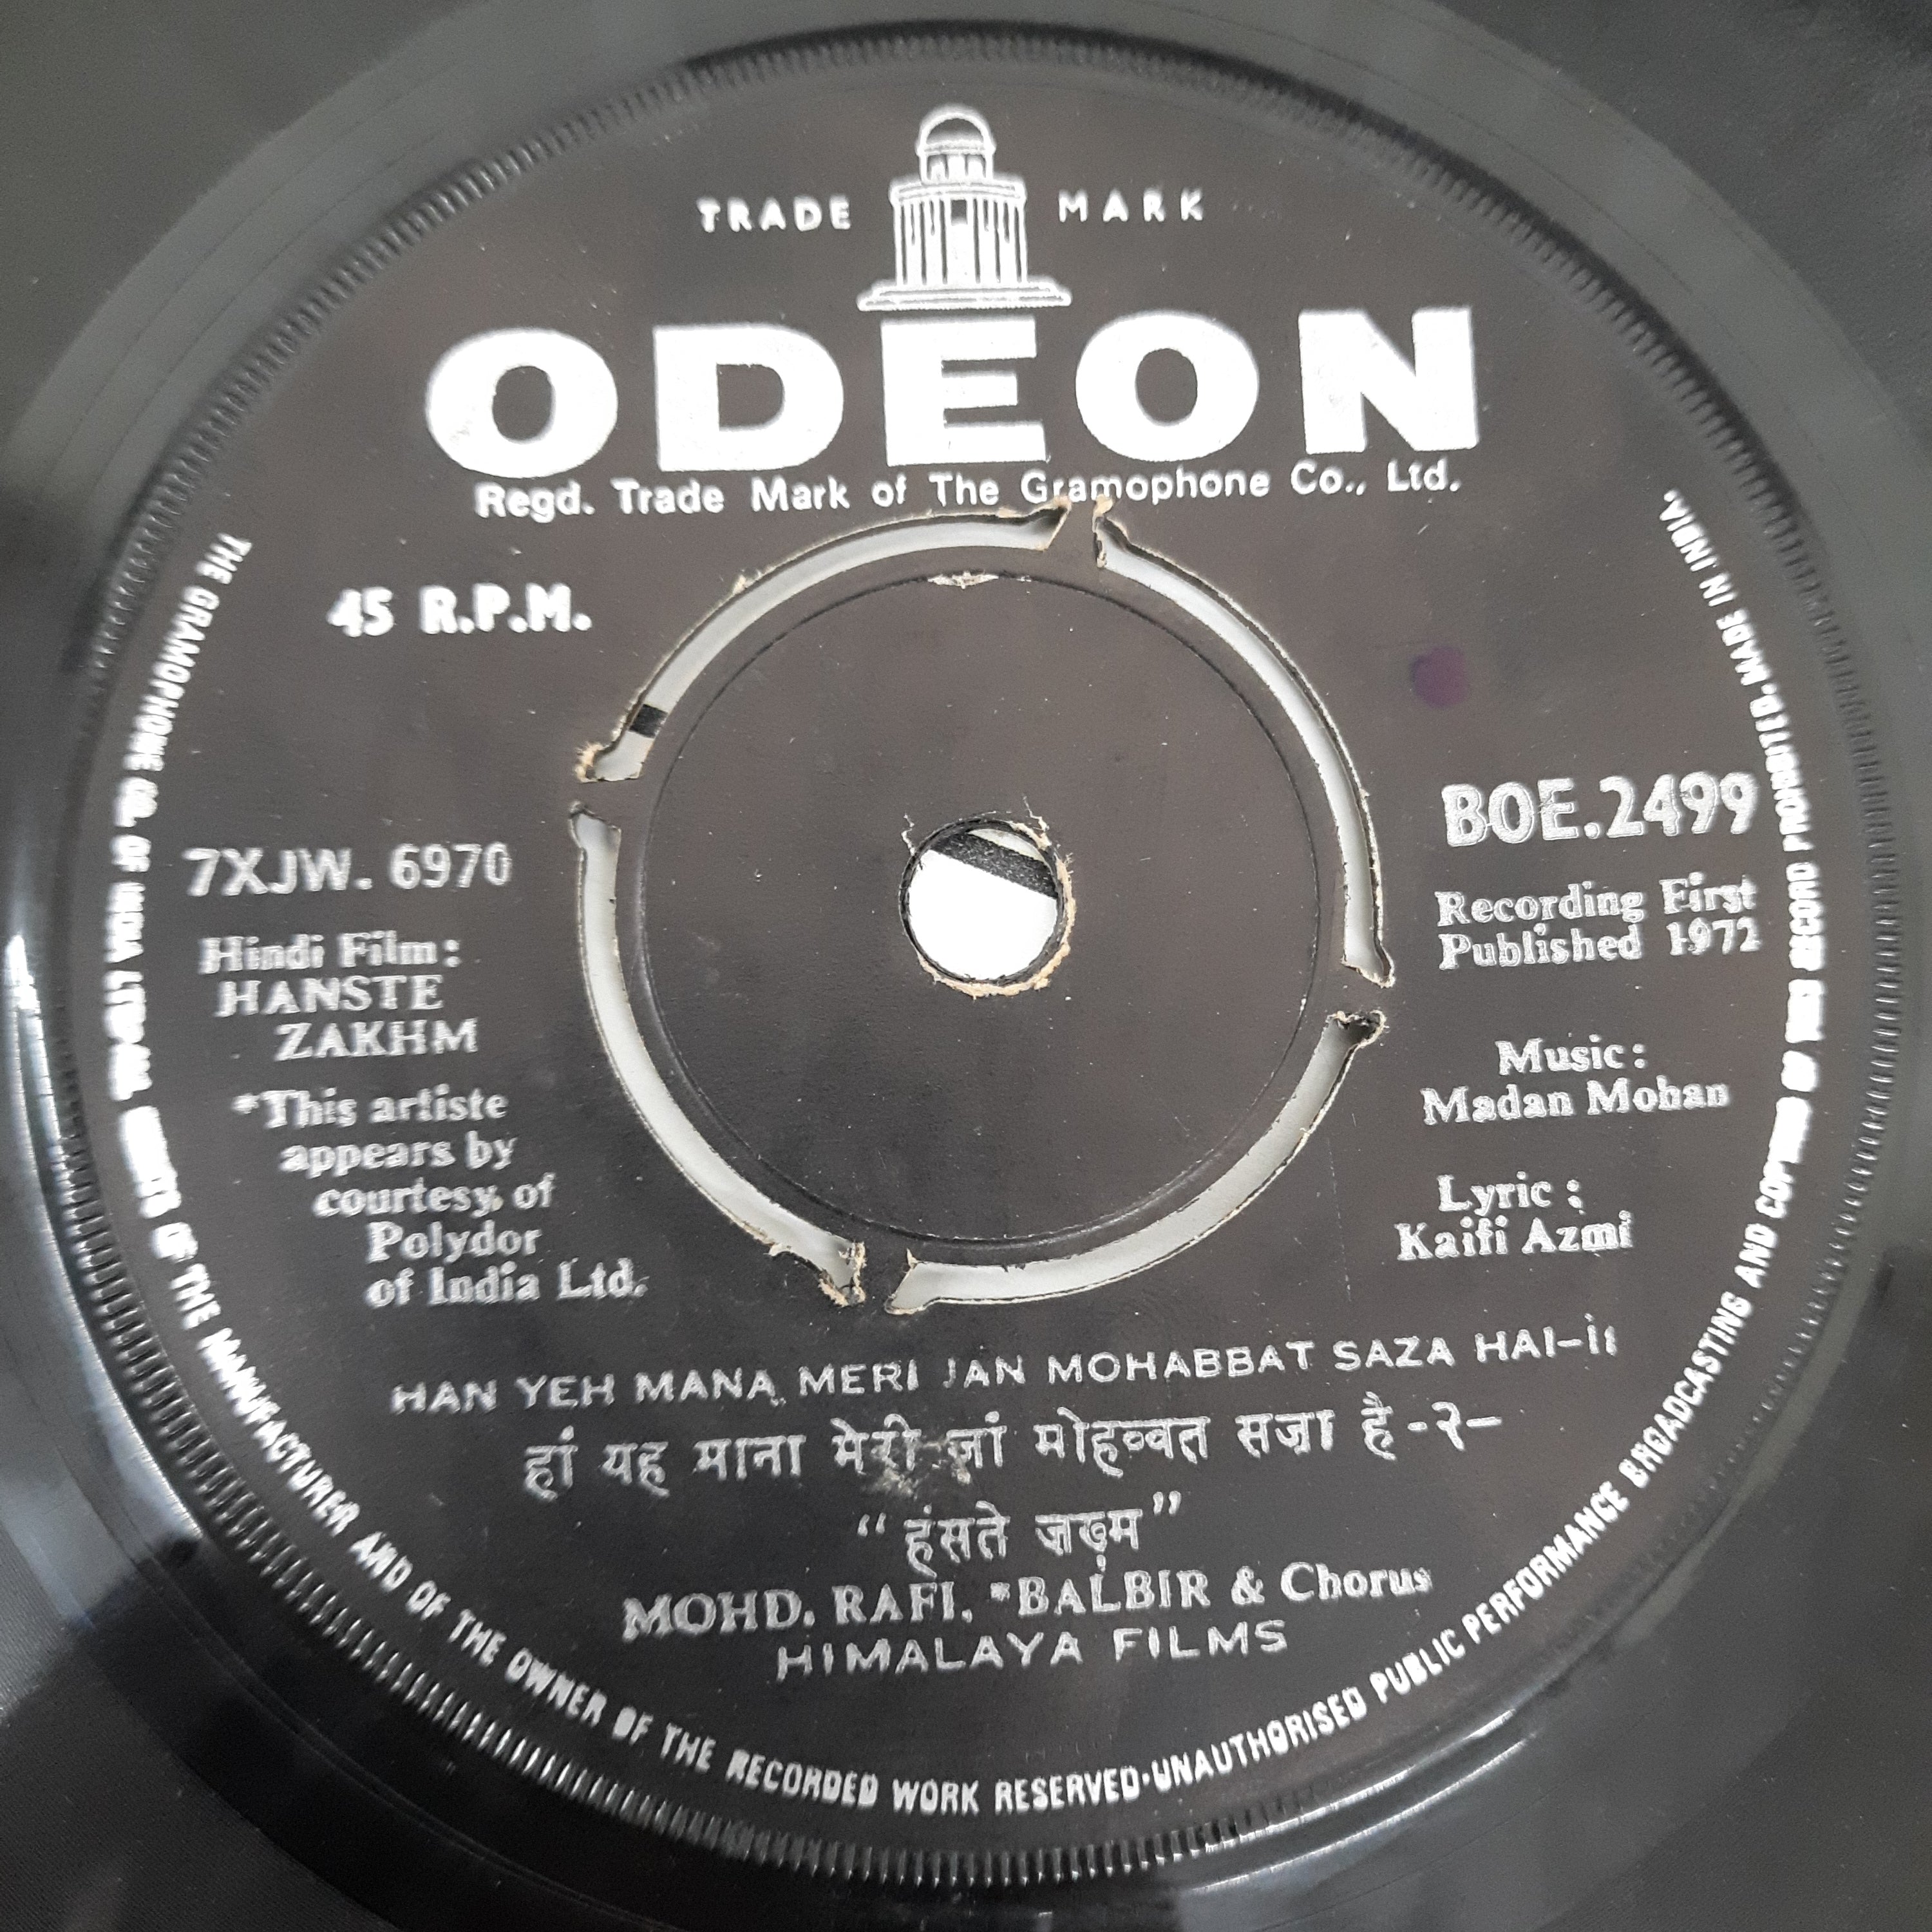 TRADE MARK
ODEON
Regd. Trade Mark of The Gramophone Co., Ltd.
45 R.P.M.
7XJW. 6970
Hindi Film:
HANSTE
ZAKHM
*This artiste
appears by
courtesy, of
Polydor
of India Ltd.
BOE.2499
Recording First
Published 1972
Music:
Madan Mohan
Lyric :
Kaifi Azmi
HAN YEH MANA MERI JAN MOHABBAT SAZA HAI-II
हां यह माना मेरी ज़ां मोहब्बत सज़ा है -२-
"हंसते ज़ख़्म"
MOHD. RAFI, *BALBIR & Chorus
HIMALAYA FILMS
THE GRAMOPHONE CO. OF INDIA LTD. ALL RIGHTS OF THE MANUFACTURER AND OF THE OWNER OF THE RECORDED WORK RESERVED·UNAUTHORISED PUBLIC PERFORMANCE BROADCASTING AND COPYING OF THIS RECORD PROHIBITED. MADE IN INDIA.